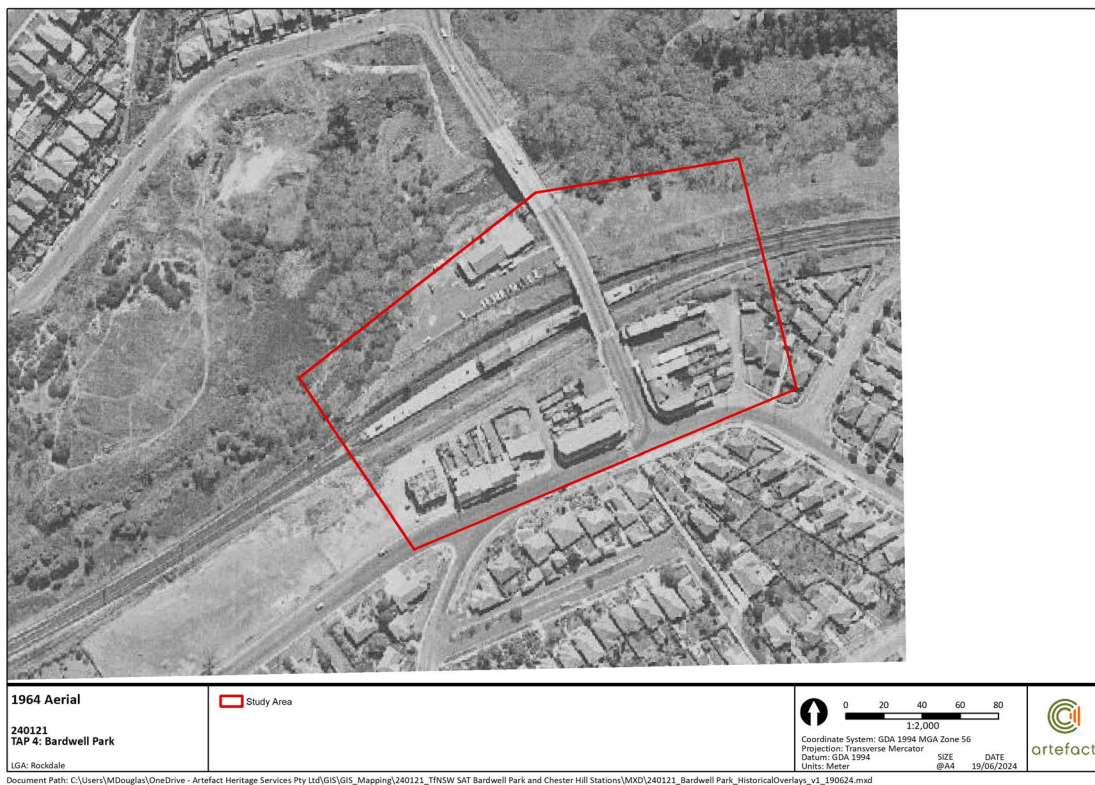 1964 Aerial
240121
TAP 4: Bardwell Park
LGA: Rockdale
Study Area
0 20 40 60 80
1:2,000
Coordinate System: GDA 1994 MGA Zone 56
Projection: Transverse Mercator
Datum: GDA 1994
Units: Meter
SIZE DATE
@A4 19/06/2024
artefact
Document Path: C:\Users\MDouglas\OneDrive - Artefact Heritage Services Pty Ltd\GIS\GIS_Mapping\240121_TfNSW SAT Bardwell Park and Chester Hill Stations\MXD\240121_Bardwell Park_HistoricalOverlays_v1_190624.mxd